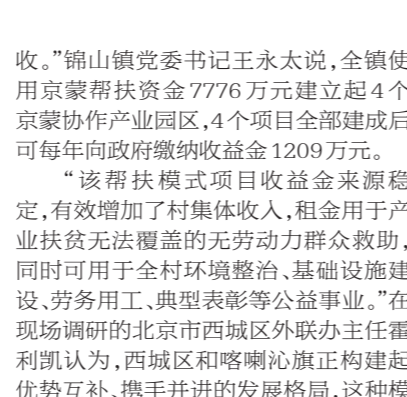 收。”锦山镇党委书记王永太说，全镇使
用京蒙帮扶资金7776万元建立起4个
京蒙协作产业园区，4个项目全部建成后
可每年向政府缴纳收益金1209万元。
“该帮扶模式项目收益金来源稳
定，有效增加了村集体收入，租金用于产
业扶贫无法覆盖的无劳动力群众救助，
同时可用于全村环境整治、基础设施建
设、劳务用工、典型表彰等公益事业。”在
现场调研的北京市西城区外联办主任霍
利凯认为，西城区和喀喇沁旗正构建起
优势互补、携手并进的发展格局，这种模